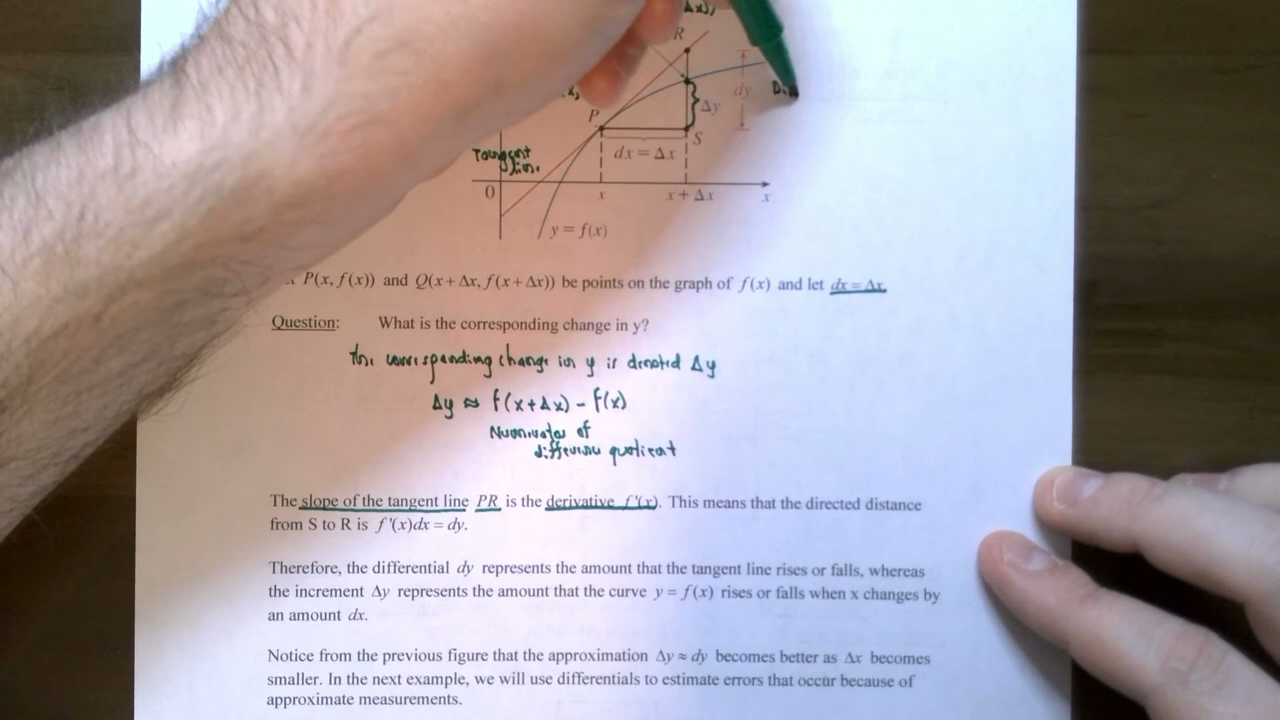 Δx),
R
dy
D
Δy
P
S
Tangent
line
dx = Δx
0
x
x + Δx
x
y = f(x)
P(x, f(x)) and Q(x + Δx, f(x + Δx)) be points on the graph of f(x) and let dx = Δx.
Question: What is the corresponding change in y?
The corresponding change in y is denoted Δy
Δy ≈ f(x+Δx) - f(x)
Numerator of
difference quotient
The slope of the tangent line PR is the derivative f'(x). This means that the directed distance
from S to R is f'(x)dx = dy.
Therefore, the differential dy represents the amount that the tangent line rises or falls, whereas
the increment Δy represents the amount that the curve y = f(x) rises or falls when x changes by
an amount dx.
Notice from the previous figure that the approximation Δy ≈ dy becomes better as Δx becomes
smaller. In the next example, we will use differentials to estimate errors that occur because of
approximate measurements.